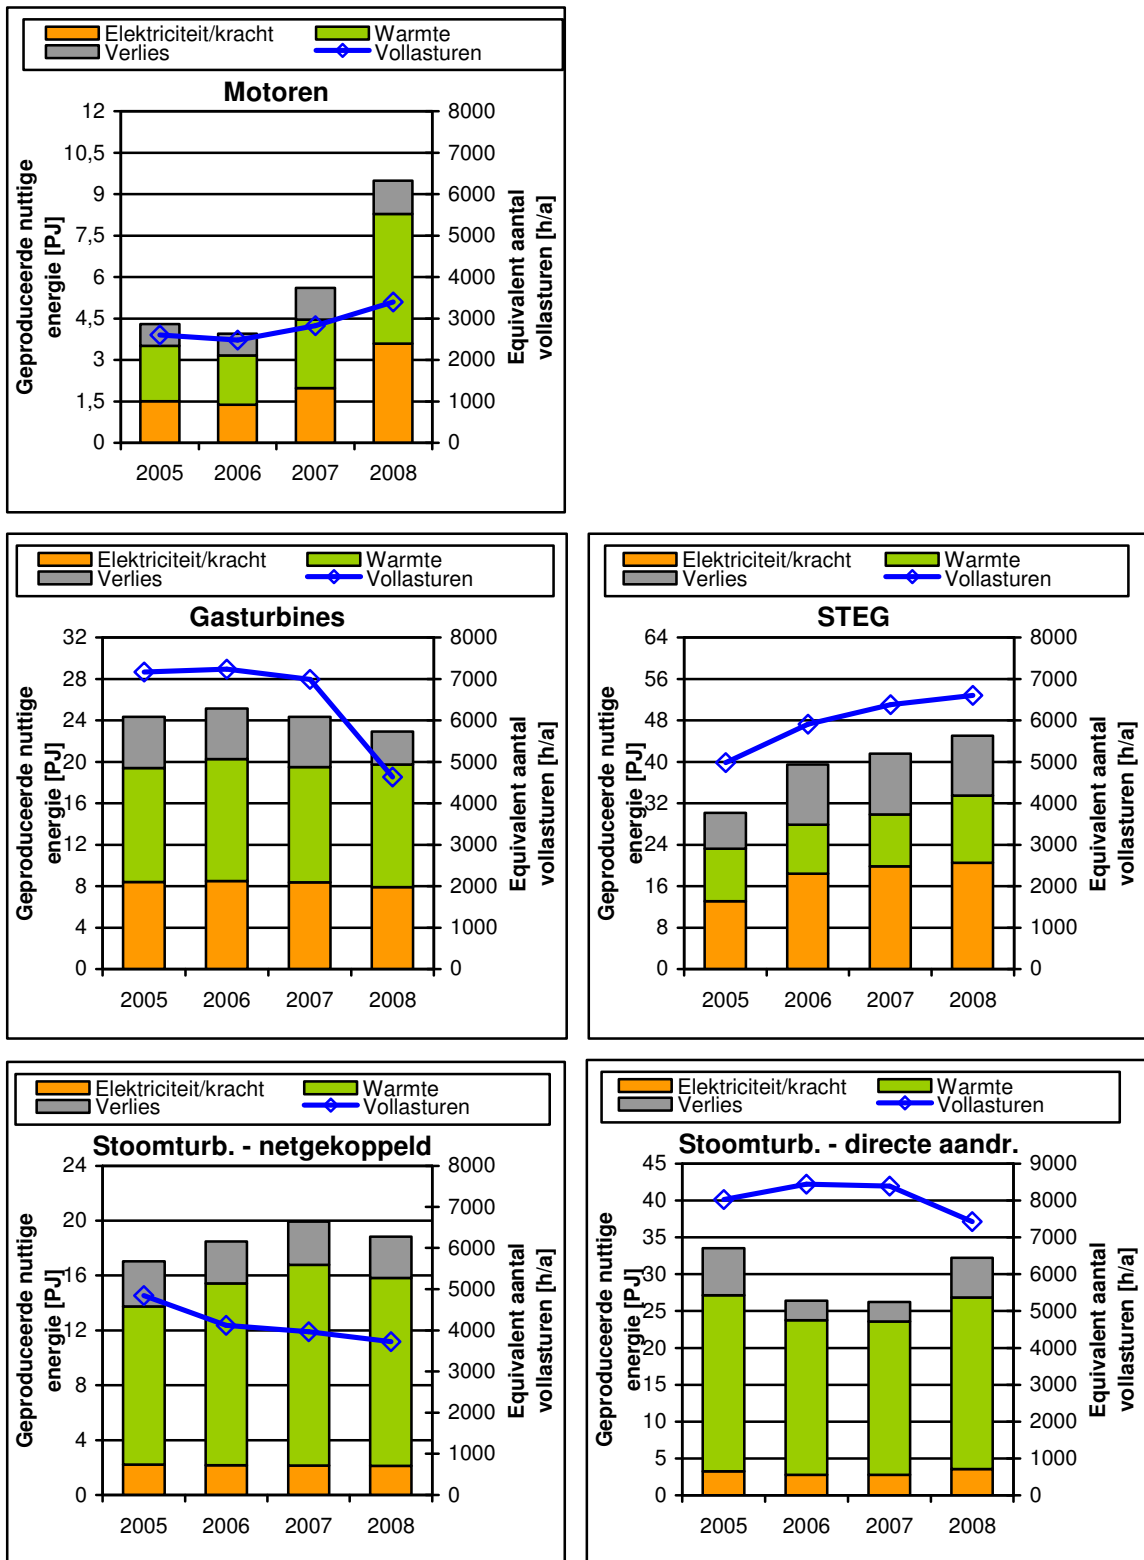 Elektriciteit/kracht Warmte
Verlies Vollasturen
Motoren
Geproduceerde nuttige
energie [PJ]
12
10,5
9
7,5
6
4,5
3
1,5
0
8000
7000
6000
5000
4000
3000
2000
1000
0
Equivalent aantal
vollasturen [h/a]
2005 2006 2007 2008
Elektriciteit/kracht Warmte
Verlies Vollasturen
Gasturbines
Geproduceerde nuttige
energie [PJ]
32
28
24
20
16
12
8
4
0
8000
7000
6000
5000
4000
3000
2000
1000
0
Equivalent aantal
vollasturen [h/a]
2005 2006 2007 2008
Elektriciteit/kracht Warmte
Verlies Vollasturen
STEG
Geproduceerde nuttige
energie [PJ]
64
56
48
40
32
24
16
8
0
8000
7000
6000
5000
4000
3000
2000
1000
0
Equivalent aantal
vollasturen [h/a]
2005 2006 2007 2008
Elektriciteit/kracht Warmte
Verlies Vollasturen
Stoomturb. - netgekoppeld
Geproduceerde nuttige
energie [PJ]
24
20
16
12
8
4
0
8000
7000
6000
5000
4000
3000
2000
1000
0
Equivalent aantal
vollasturen [h/a]
2005 2006 2007 2008
Elektriciteit/kracht Warmte
Verlies Vollasturen
Stoomturb. - directe aandr.
Geproduceerde nuttige
energie [PJ]
45
40
35
30
25
20
15
10
5
0
9000
8000
7000
6000
5000
4000
3000
2000
1000
0
Equivalent aantal
vollasturen [h/a]
2005 2006 2007 2008